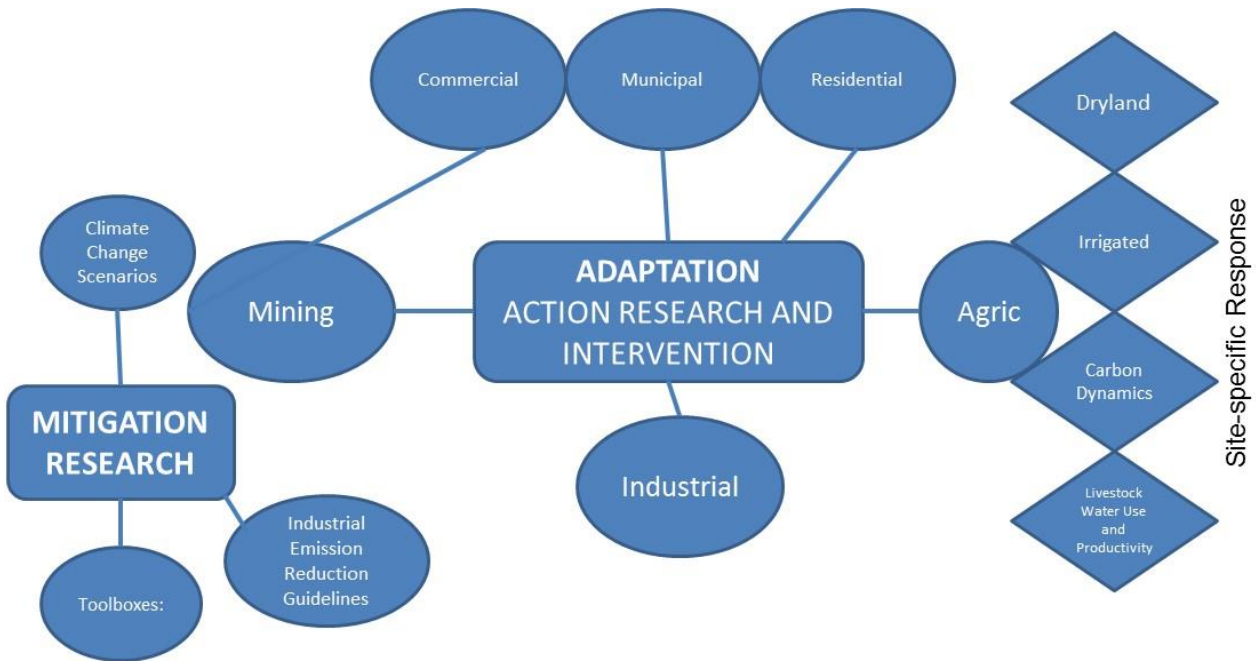 Commercial
Municipal
Residential
Dryland
Climate
Change
Scenarios
Irrigated
Mining
ADAPTATION
ACTION RESEARCH AND
INTERVENTION
Agric
Site-specific Response
MITIGATION
RESEARCH
Carbon
Dynamics
Industrial
Livestock
Water Use
and
Productivity
Industrial
Emission
Reduction
Guidelines
Toolboxes: